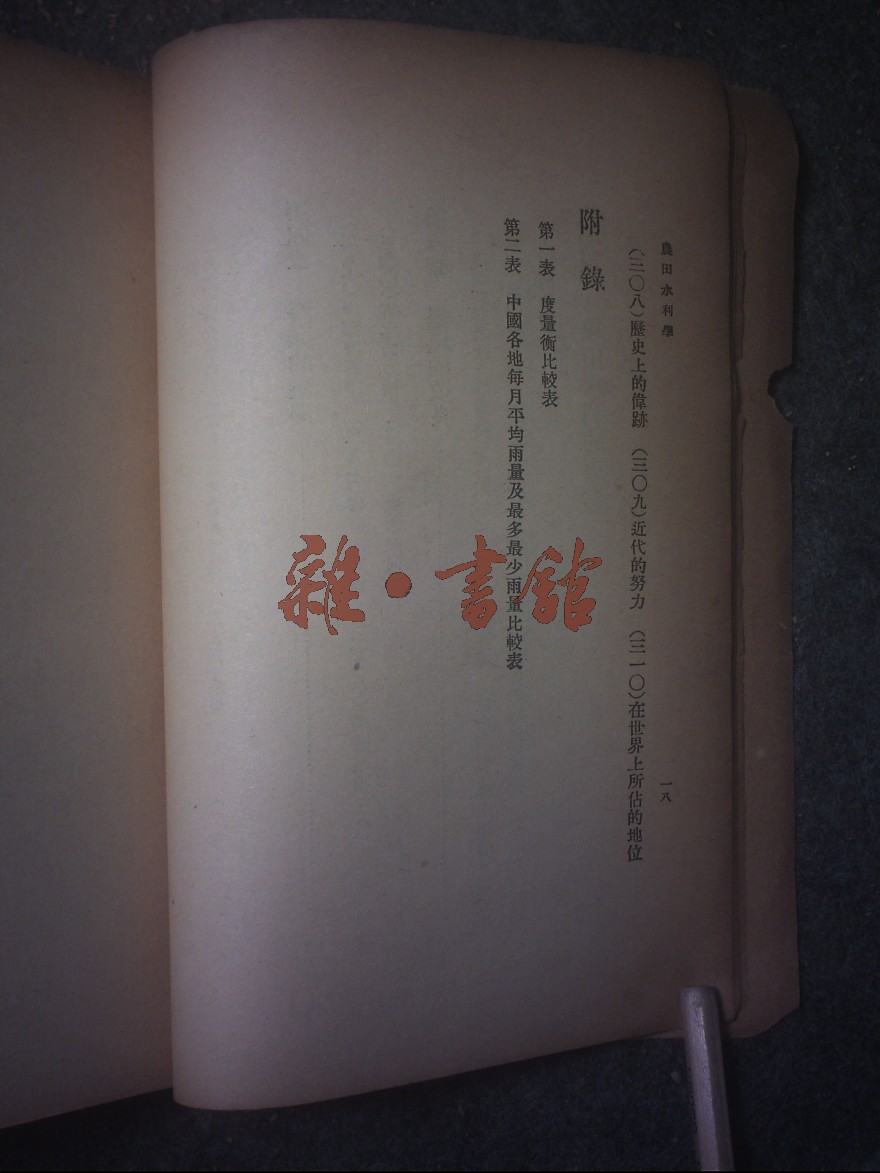 農田水利學
一八
（三〇八）歷史上的偉跡　（三〇九）近代的努力　（三一〇）在世界上所佔的地位
附錄
第一表　度量衡比較表
第二表　中國各地每月平均雨量及最多最少雨量比較表
雜·書館